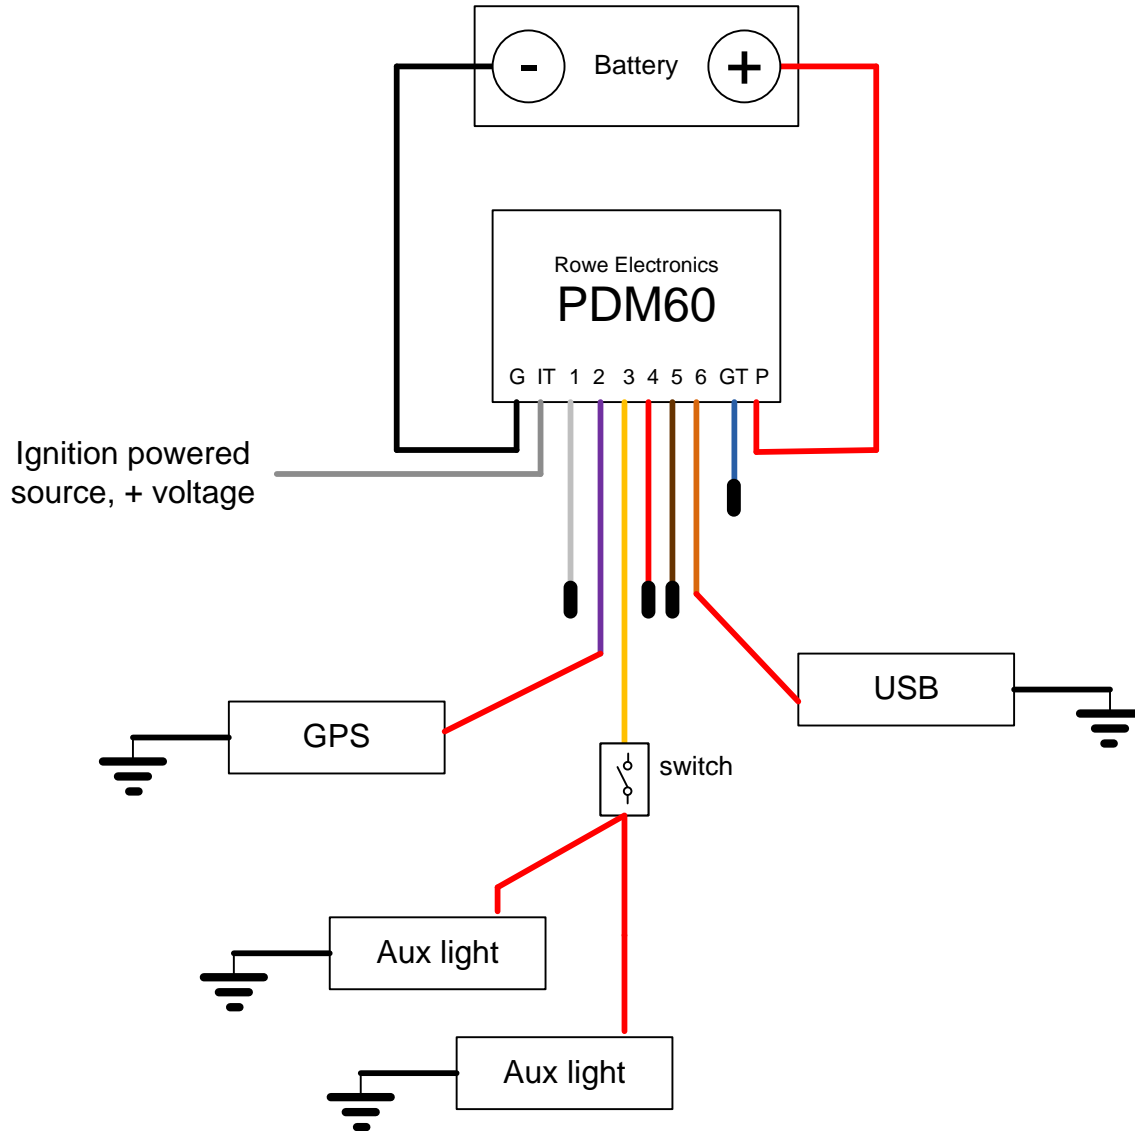 - Battery +
Rowe Electronics
PDM60
G IT 1 2 3 4 5 6 GT P
Ignition powered
source, + voltage
USB
GPS
switch
Aux light
Aux light